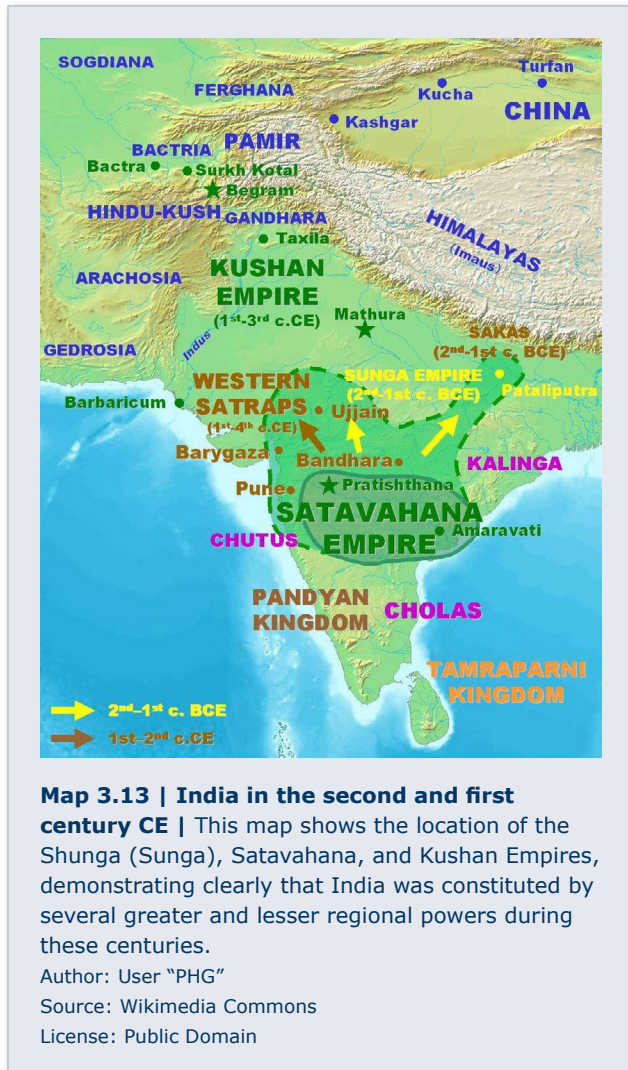 SOGDIANA
Turfan
FERGHANA
Kucha
CHINA
Kashgar
PAMIR
BACTRIA
Bactra
Surkh Kotal
Begram
HINDU-KUSH
GANDHARA
HIMALAYAS
(Imaus)
Taxila
KUSHAN
EMPIRE
(1st-3rd c.CE)
ARACHOSIA
Mathura
SAKAS
(2nd-1st c. BCE)
Indus
GEDROSIA
SUNGA EMPIRE
(2nd-1st c. BCE)
Pataliputra
WESTERN
SATRAPS
(1st-4th c.CE)
Ujjain
Barbaricum
Barygaza
Bandhara
KALINGA
Pune
Pratishthana
SATAVAHANA
EMPIRE
Amaravati
CHUTUS
PANDYAN
KINGDOM
CHOLAS
TAMRAPARNI
KINGDOM
2nd–1st c. BCE
1st–2nd c.CE
Map 3.13 | India in the second and first
century CE | This map shows the location of the
Shunga (Sunga), Satavahana, and Kushan Empires,
demonstrating clearly that India was constituted by
several greater and lesser regional powers during
these centuries.
Author: User “PHG”
Source: Wikimedia Commons
License: Public Domain